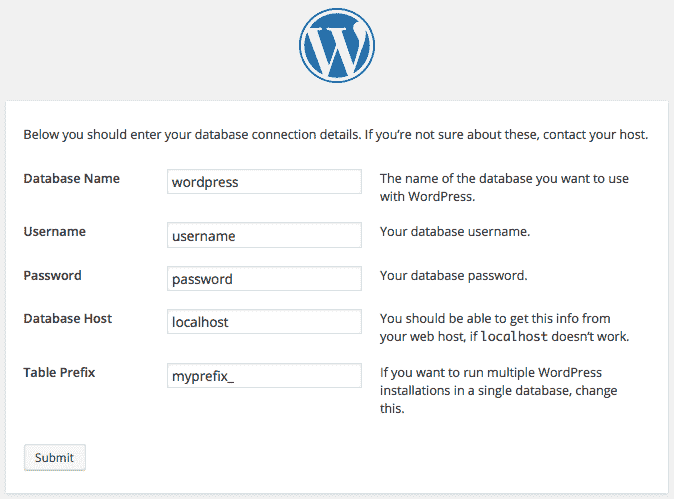 W
Below you should enter your database connection details. If you’re not sure about these, contact your host.
Database Name
wordpress
The name of the database you want to use
with WordPress.
Username
username
Your database username.
Password
password
Your database password.
Database Host
localhost
You should be able to get this info from
your web host, if localhost doesn’t work.
Table Prefix
myprefix_
If you want to run multiple WordPress
installations in a single database, change
this.
Submit